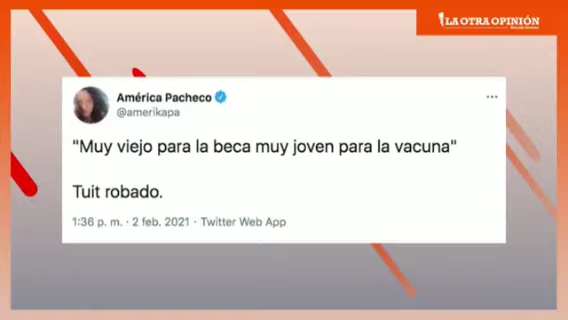 LA OTRA OPINIÓN
América Pacheco
@amerikapa
"Muy viejo para la beca muy joven para la vacuna"
Tuit robado.
1:36 p. m. · 2 feb. 2021 · Twitter Web App